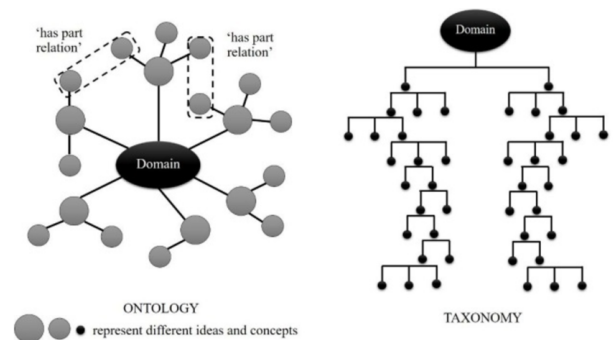 ‘has part
relation’
‘has part
relation’
Domain
ONTOLOGY
represent different ideas and concepts
Domain
TAXONOMY